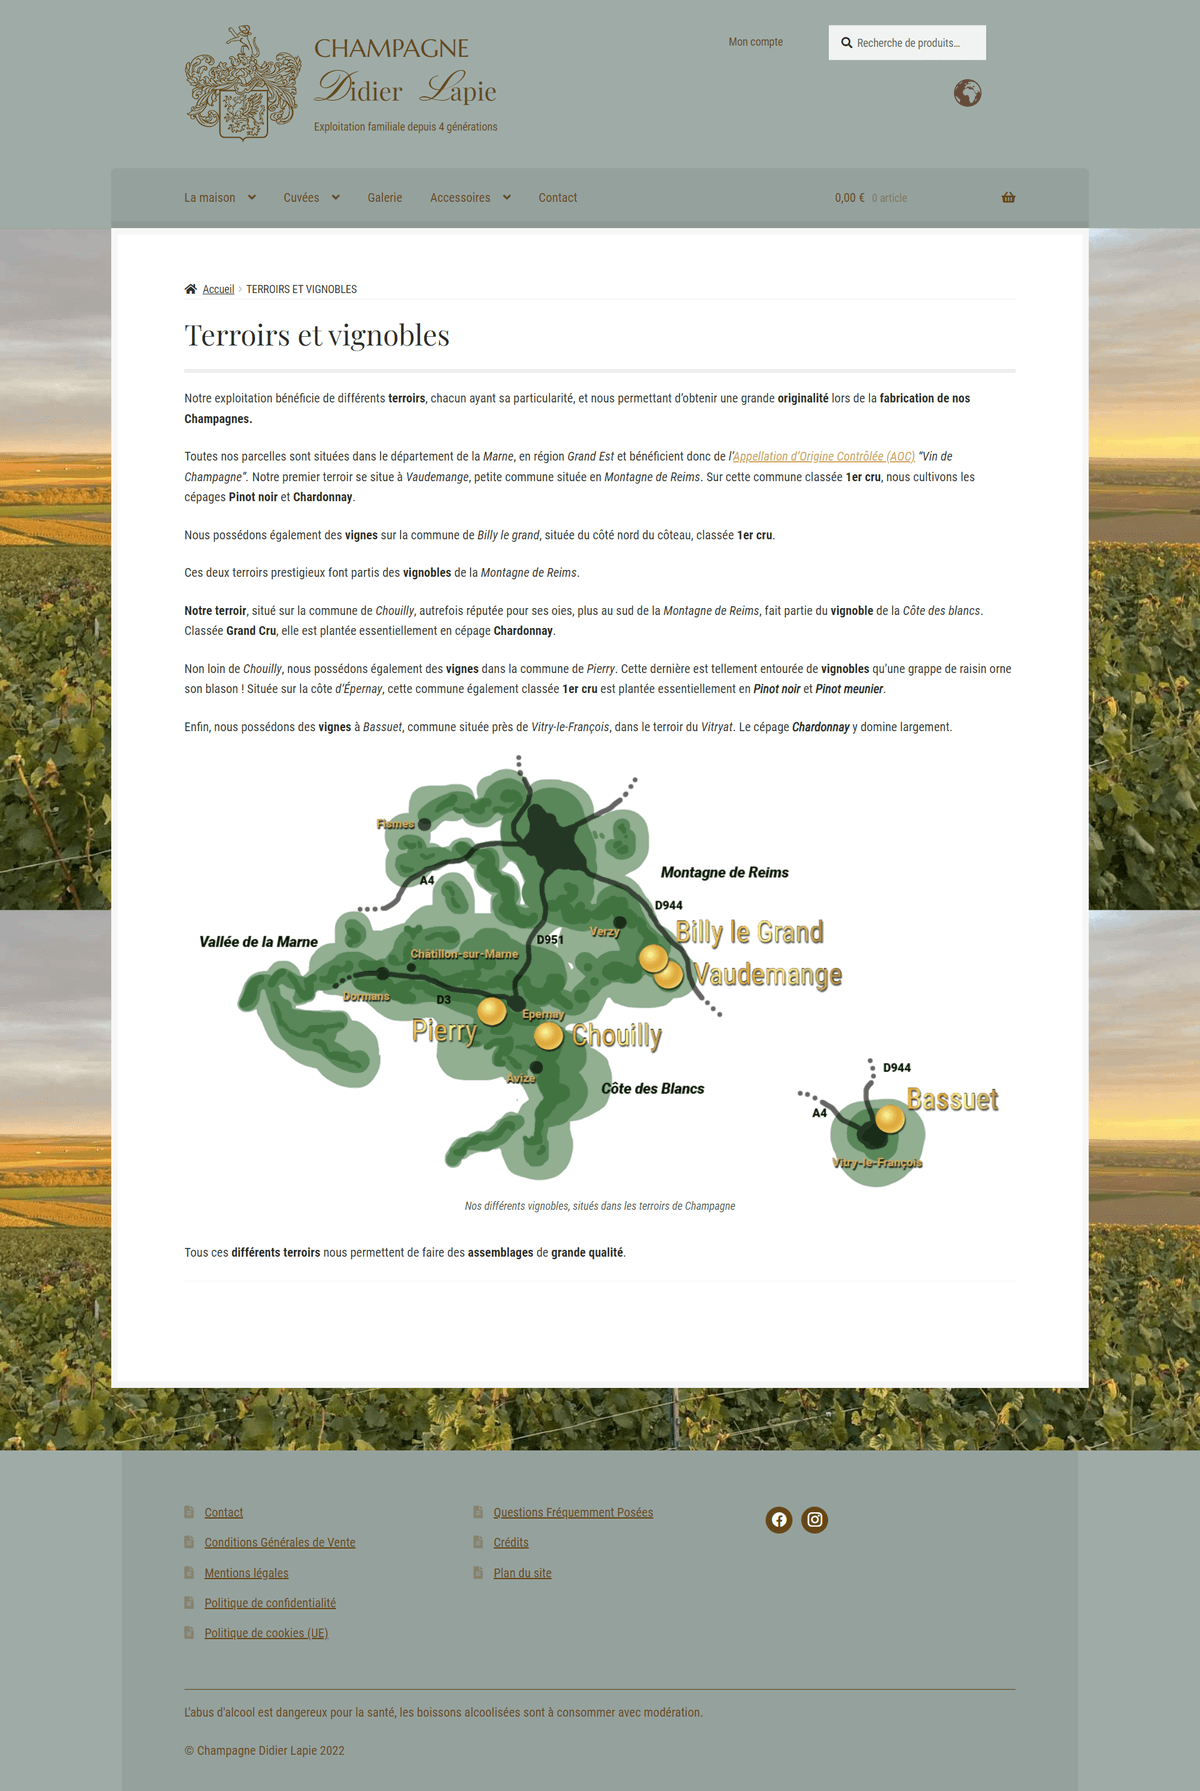 CHAMPAGNE
Didier Lapie
Exploitation familiale depuis 4 générations
Mon compte
Recherche de produits…
La maison
Cuvées
Galerie
Accessoires
Contact
0,00 € 0 article
Accueil › TERROIRS ET VIGNOBLES
Terroirs et vignobles
Notre exploitation bénéficie de différents terroirs, chacun ayant sa particularité, et nous permettant d’obtenir une grande originalité lors de la fabrication de nos
Champagnes.
Toutes nos parcelles sont situées dans le département de la Marne, en région Grand Est et bénéficient donc de l’Appellation d’Origine Contrôlée (AOC) “Vin de
Champagne”. Notre premier terroir se situe à Vaudemange, petite commune située en Montagne de Reims. Sur cette commune classée 1er cru, nous cultivons les
cépages Pinot noir et Chardonnay.
Nous possédons également des vignes sur la commune de Billy le grand, située du côté nord du côteau, classée 1er cru.
Ces deux terroirs prestigieux font partis des vignobles de la Montagne de Reims.
Notre terroir, situé sur la commune de Chouilly, autrefois réputée pour ses oies, plus au sud de la Montagne de Reims, fait partie du vignoble de la Côte des blancs.
Classée Grand Cru, elle est plantée essentiellement en cépage Chardonnay.
Non loin de Chouilly, nous possédons également des vignes dans la commune de Pierry. Cette dernière est tellement entourée de vignobles qu’une grappe de raisin orne
son blason ! Située sur la côte d’Épernay, cette commune également classée 1er cru est plantée essentiellement en Pinot noir et Pinot meunier.
Enfin, nous possédons des vignes à Bassuet, commune située près de Vitry-le-François, dans le terroir du Vitryat. Le cépage Chardonnay y domine largement.
Fismes
A4
Montagne de Reims
D944
Verzy
Billy le Grand
Vallée de la Marne
D951
Châtillon-sur-Marne
Vaudemange
Dormans
D3
Epernay
Pierry
Chouilly
Avize
Côte des Blancs
D944
Bassuet
A4
Vitry-le-François
Nos différents vignobles, situés dans les terroirs de Champagne
Tous ces différents terroirs nous permettent de faire des assemblages de grande qualité.
Contact
Conditions Générales de Vente
Mentions légales
Politique de confidentialité
Politique de cookies (UE)
Questions Fréquemment Posées
Crédits
Plan du site
L'abus d'alcool est dangereux pour la santé, les boissons alcoolisées sont à consommer avec modération.
© Champagne Didier Lapie 2022